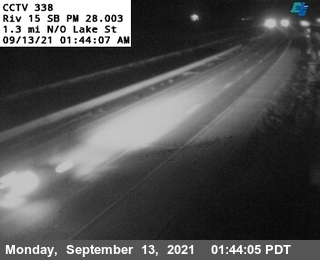 CCTV 338
Riv 15 SB PM 28.003
1.3 mi N/O Lake St
09/13/21 01:44:07 AM
Monday, September 13, 2021 01:44:05 PDT